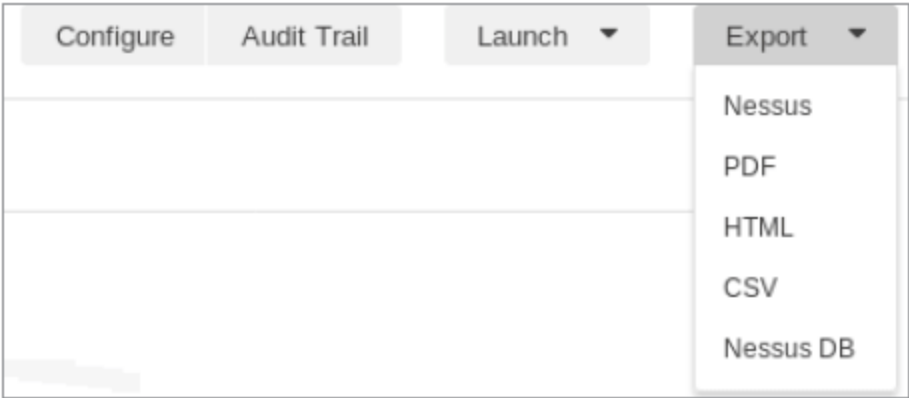 Configure Audit Trail Launch Export
Nessus
PDF
HTML
CSV
Nessus DB